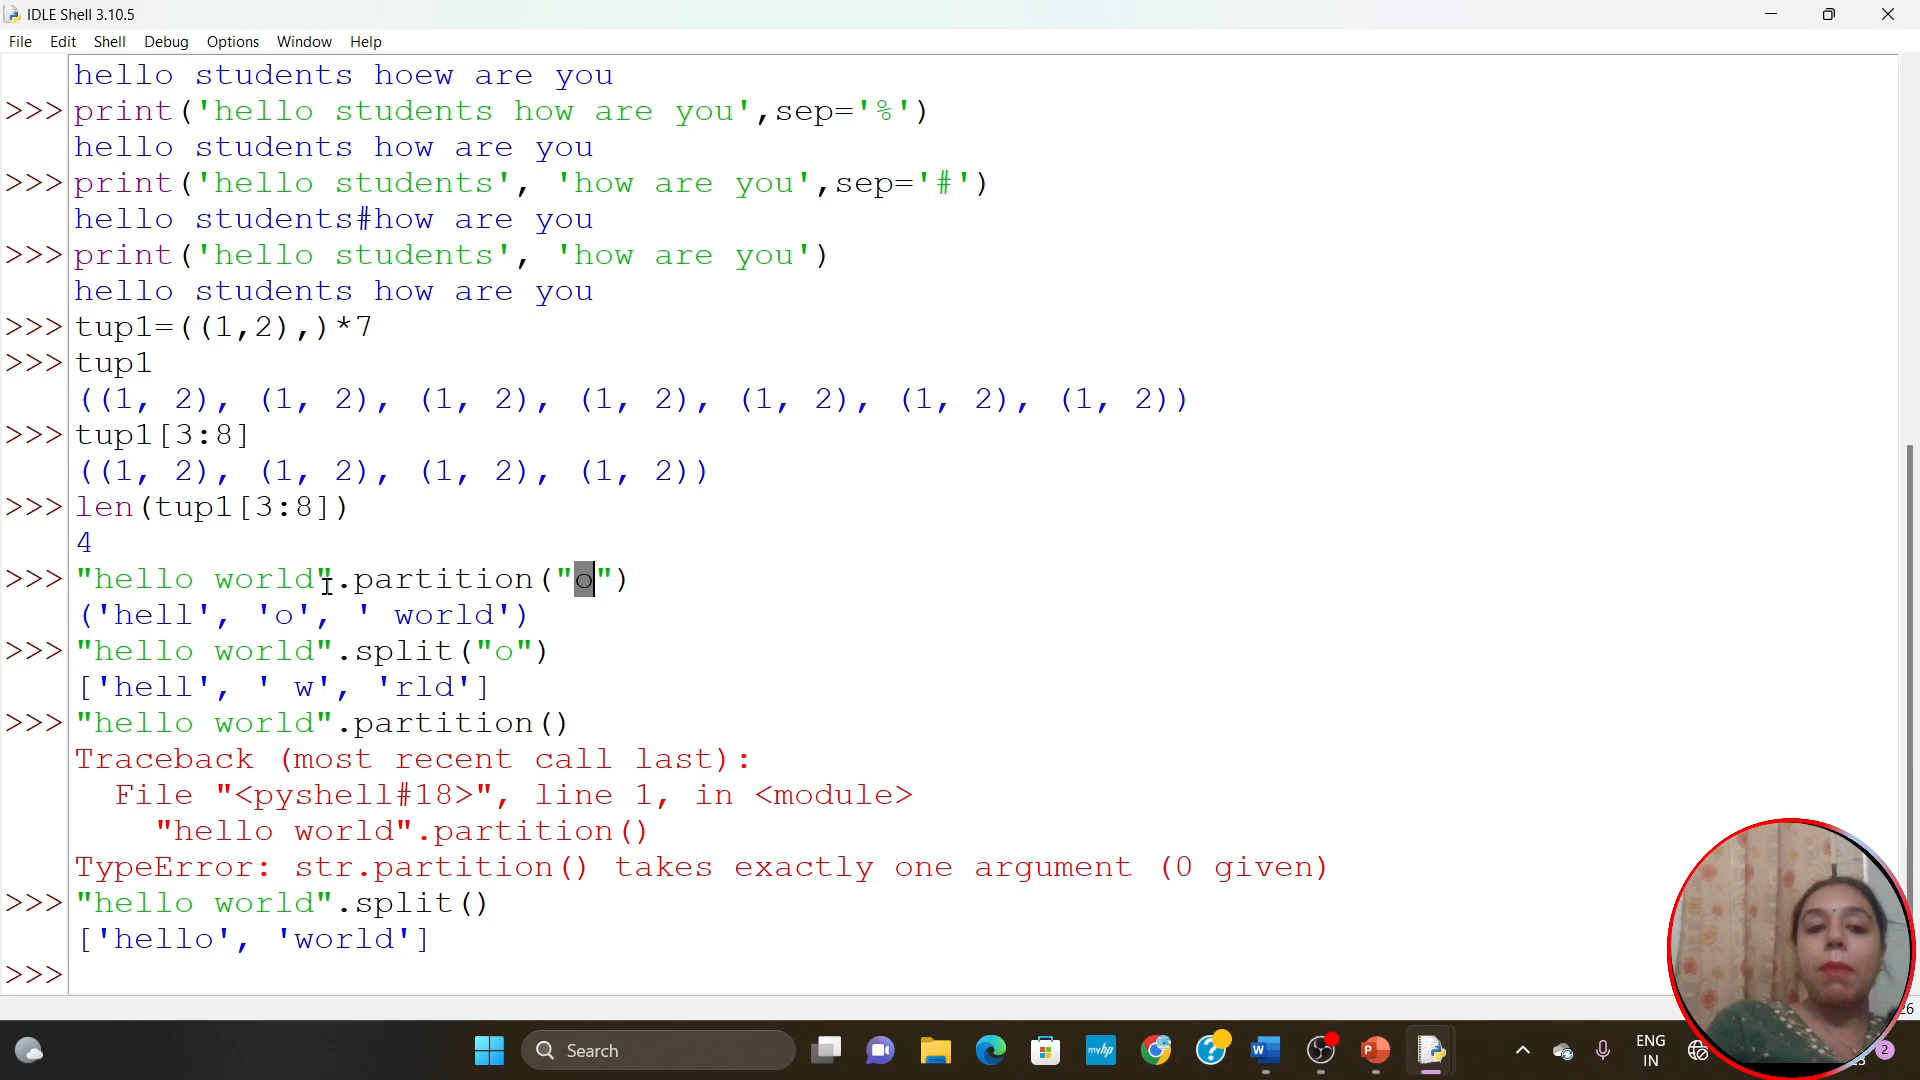 IDLE Shell 3.10.5
File Edit Shell Debug Options Window Help
hello students hoew are you
>>> print('hello students how are you',sep='%')
hello students how are you
>>> print('hello students', 'how are you',sep='#')
hello students#how are you
>>> print('hello students', 'how are you')
hello students how are you
>>> tup1=((1,2),)*7
>>> tup1
((1, 2), (1, 2), (1, 2), (1, 2), (1, 2), (1, 2), (1, 2))
>>> tup1[3:8]
((1, 2), (1, 2), (1, 2), (1, 2))
>>> len(tup1[3:8])
4
>>> "hello world".partition("o")
('hell', 'o', ' world')
>>> "hello world".split("o")
['hell', ' w', 'rld']
>>> "hello world".partition()
Traceback (most recent call last):
File "<pyshell#18>", line 1, in <module>
"hello world".partition()
TypeError: str.partition() takes exactly one argument (0 given)
>>> "hello world".split()
['hello', 'world']
>>>
Search
myhp
ENG
IN
2